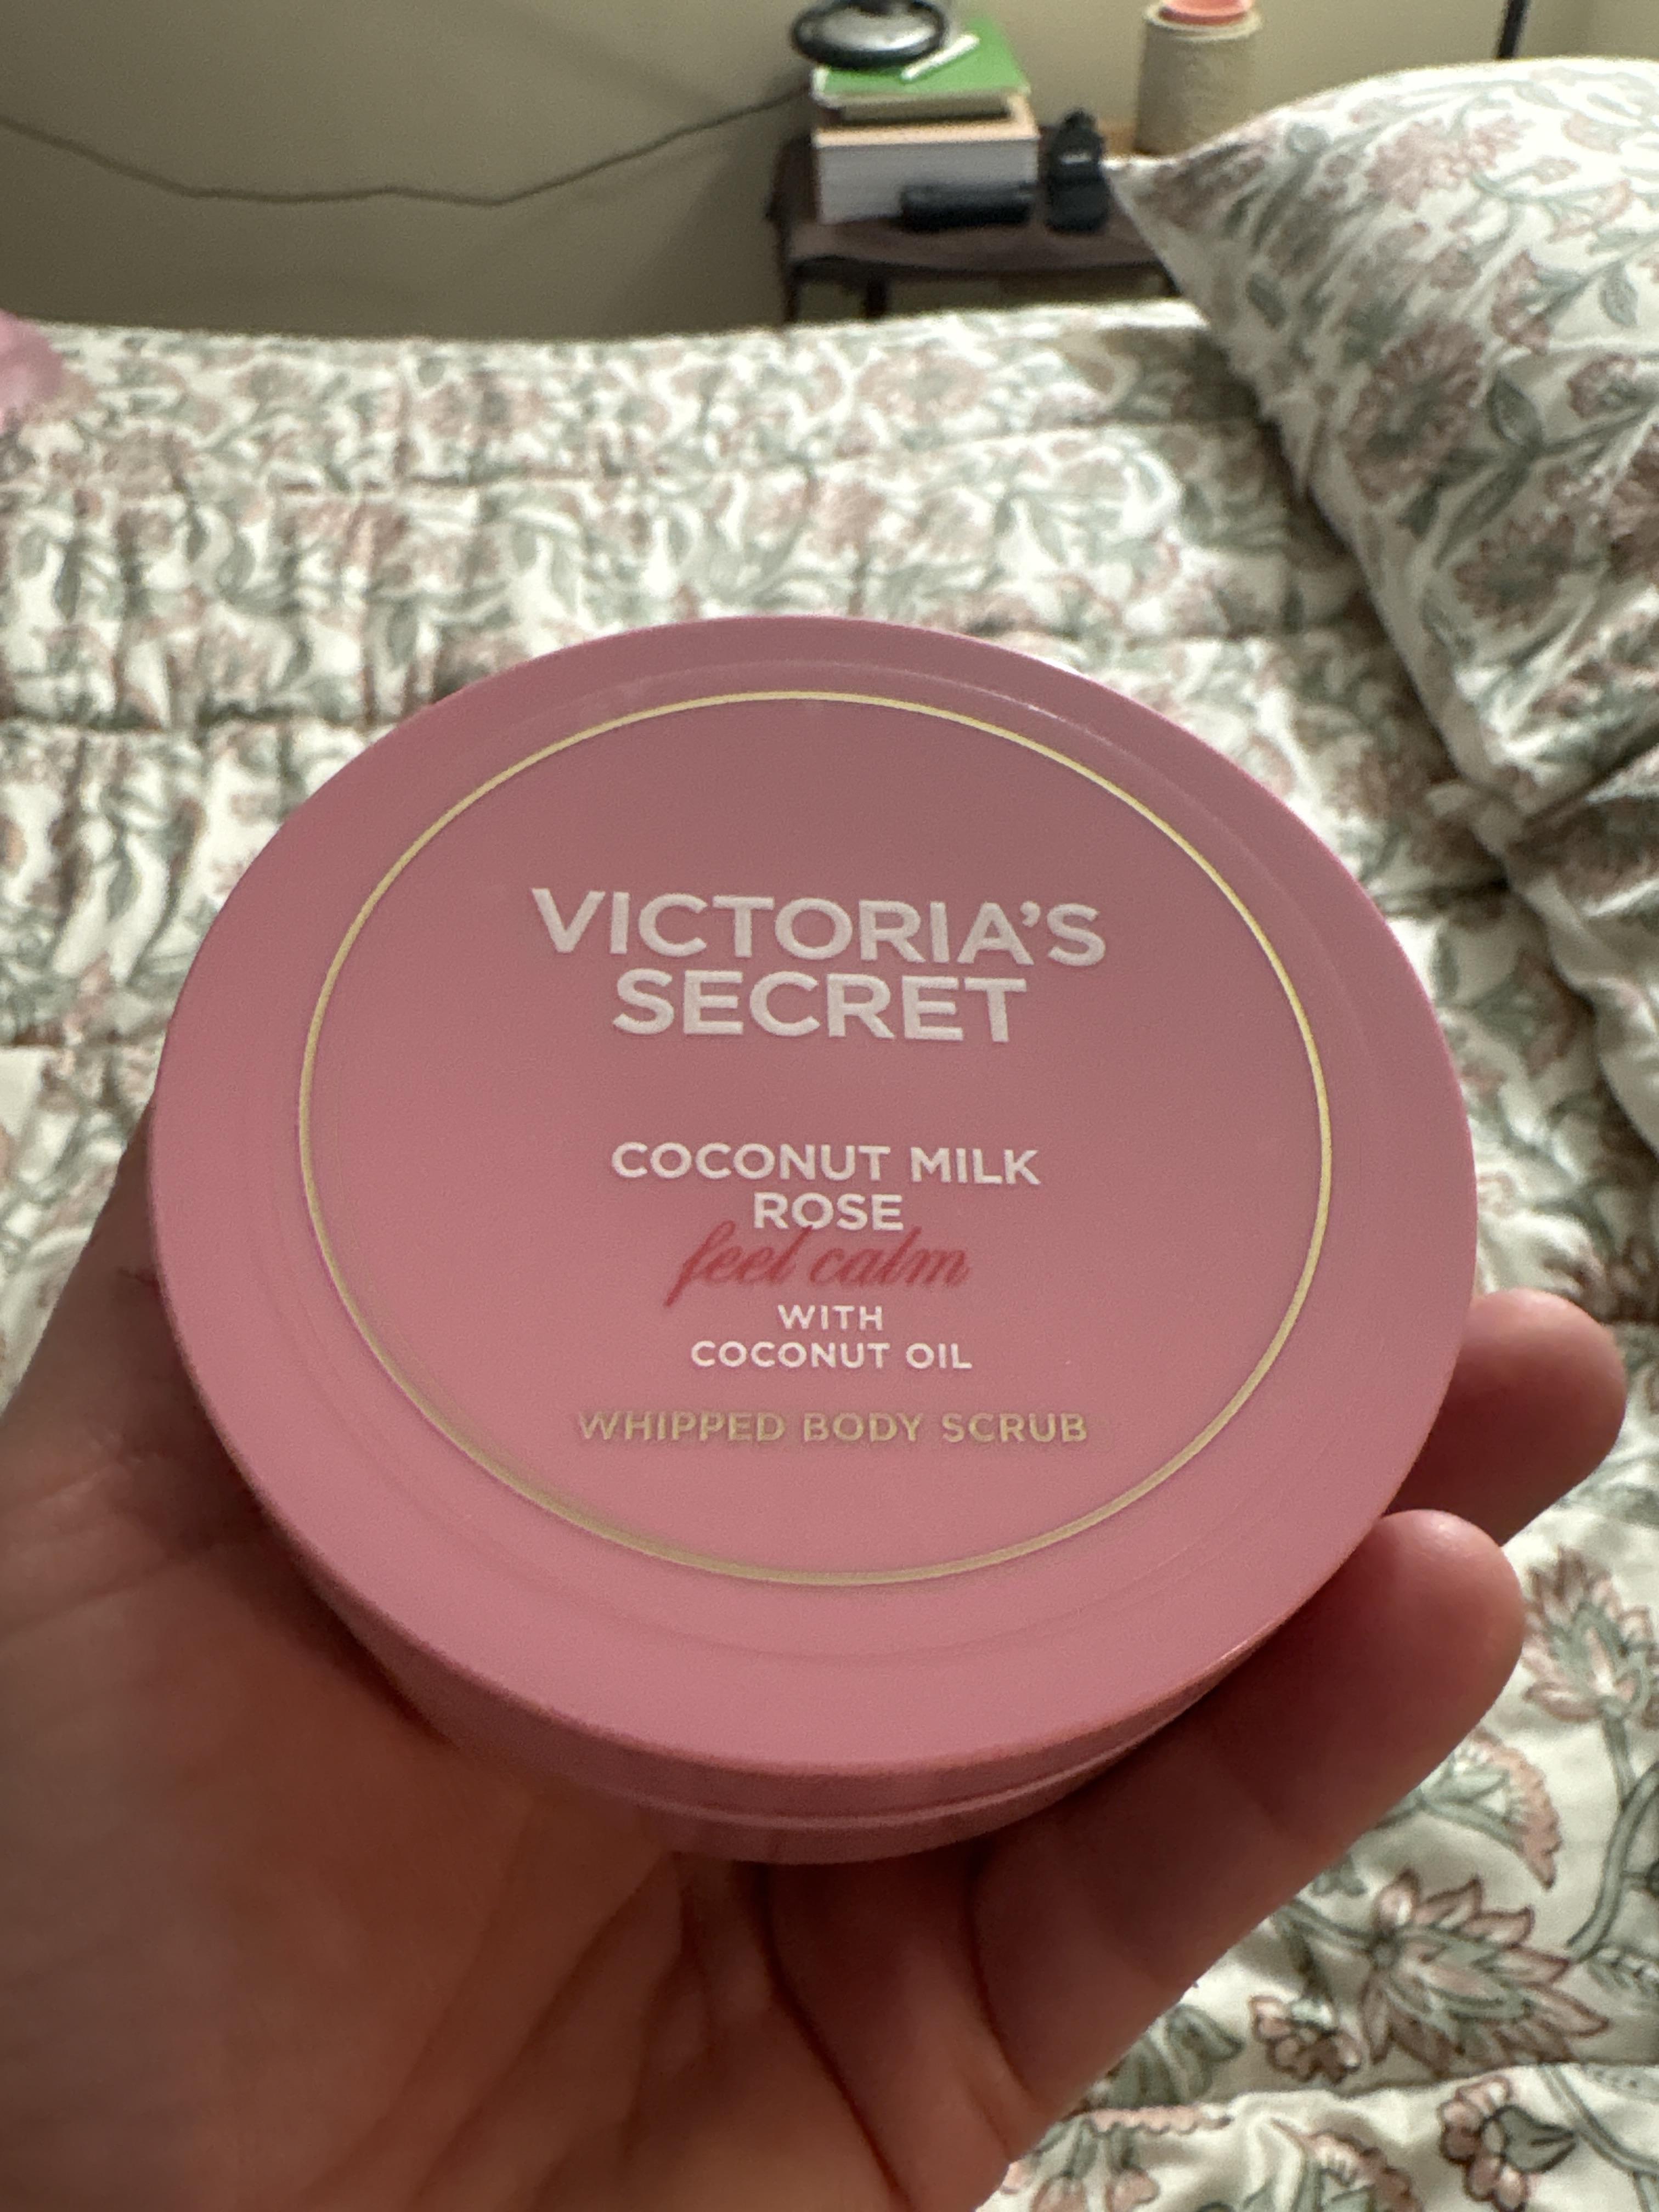 VICTORIA'S
SECRET
COCONUT MILK
ROSE
feel calm
WITH
COCONUT OIL
WHIPPED BODY SCRUB